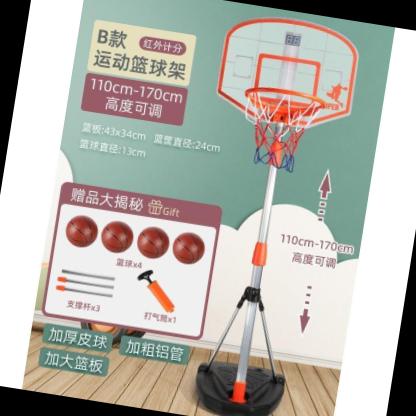 B款
红外计分
运动篮球架
110cm-170cm
高度可调
篮板:43x34cm 篮筐直径:24cm
篮球直径:13cm
赠品大揭秘 Gift
篮球x4
支撑杆x3
打气筒x1
加厚皮球
加粗铝管
加大篮板
110cm-170cm
高度可调